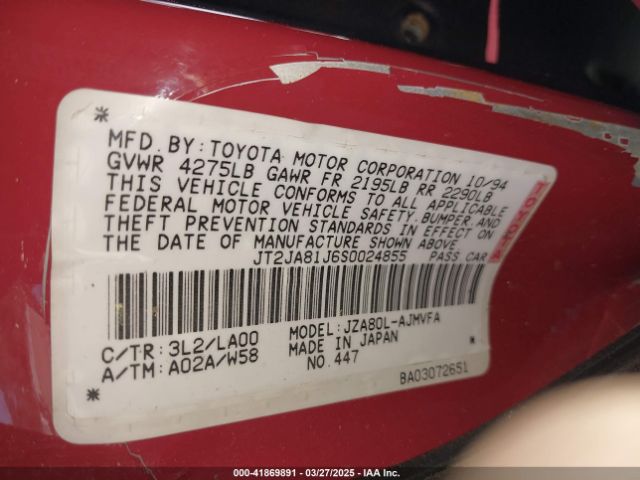 MFD.BY:TOYOTA MOTOR CORPORATION 10/94
GVWR 4275LB GAWR FR 2195LB RR 2290LB
THIS VEHICLE CONFORMS TO ALL APPLICABLE
FEDERAL MOTOR VEHICLE SAFETY,BUMPER,AND
THEFT PREVENTION STANDARDS IN EFFECT ON
THE DATE OF MANUFACTURE SHOWN ABOVE.
JT2JA81J6S0024855 PASS CAR
TOYOTA
C/TR:3L2/LA00 MODEL:JZA80L-AJMVFA
A/TM:A02A/W58 MADE IN JAPAN
NO.447 BA03072651
000-41869891 - 03/27/2025 - IAA Inc.